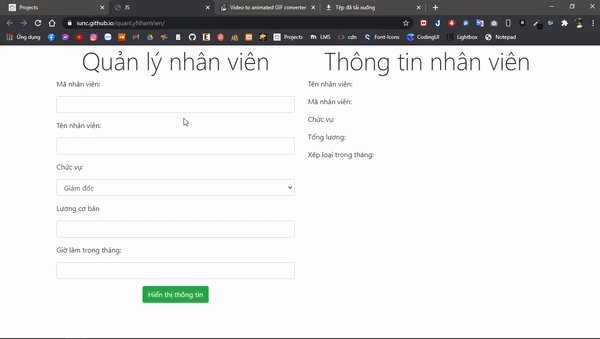 Projects
JS
Video to animated GIF converter
Tệp đã tải xuống
iunc.github.io/quanLyNhanVien/
Ứng dụng
Projects
LMS
cdn
Font-Icons
CodingUI
Lightbox
Notepad
Quản lý nhân viên
Mã nhân viên:
Tên nhân viên:
Chức vụ:
Giám đốc
Lương cơ bản
Giờ làm trong tháng:
Hiển thị thông tin
Thông tin nhân viên
Tên nhân viên:
Mã nhân viên:
Chức vụ:
Tổng lương:
Xếp loại trong tháng: